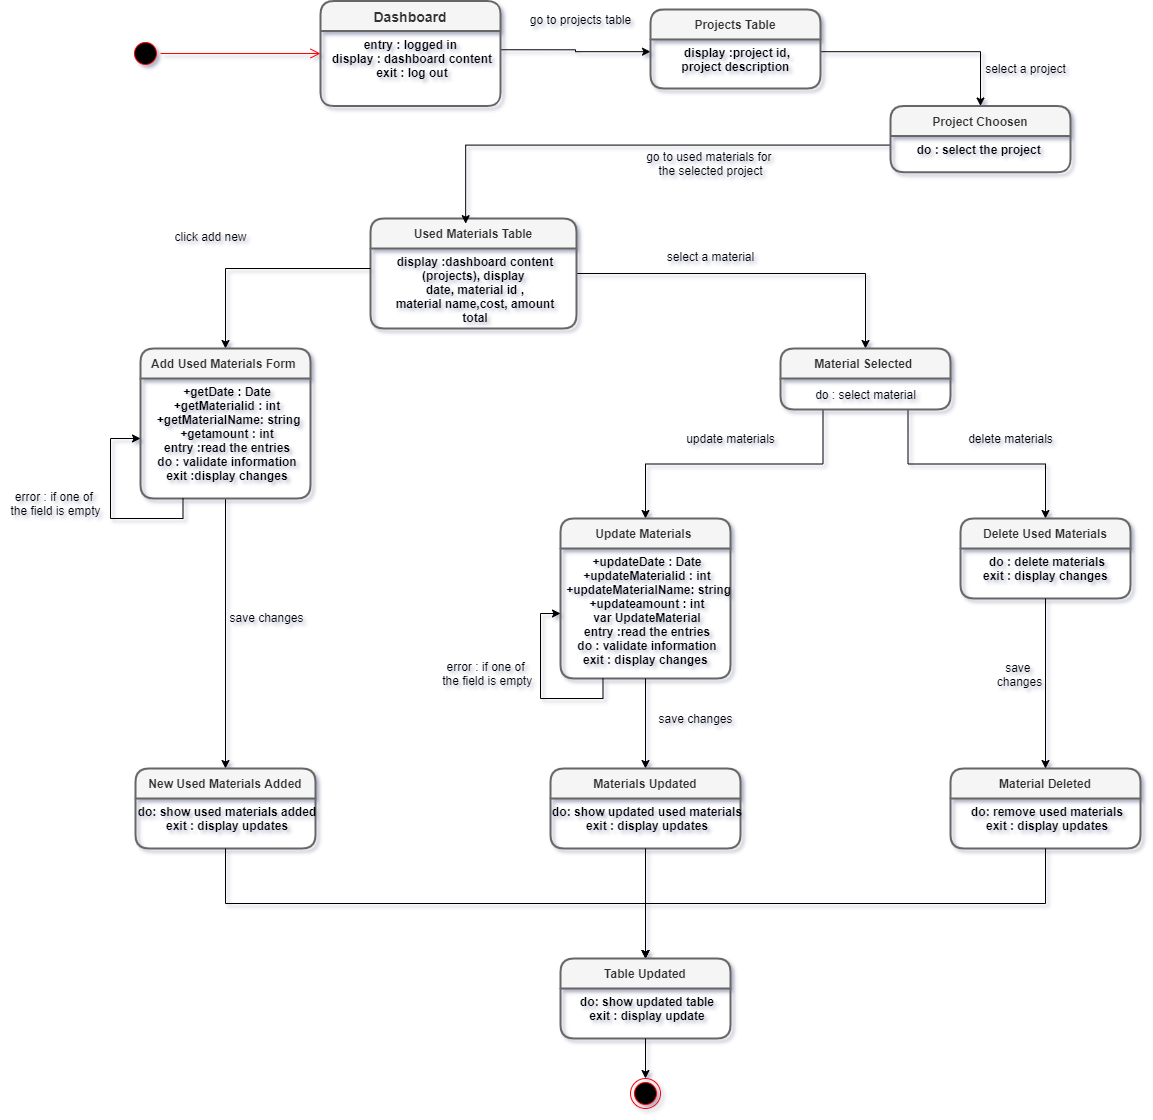 Dashboard
entry : logged in
display : dashboard content
exit : log out
go to projects table
Projects Table
display :project id,
project description
select a project
Project Choosen
do : select the project
go to used materials for
the selected project
Used Materials Table
display :dashboard content
(projects), display
date, material id ,
material name,cost, amount
total
click add new
select a material
Add Used Materials Form
+getDate : Date
+getMaterialid : int
+getMaterialName: string
+getamount : int
entry :read the entries
do : validate information
exit :display changes
error : if one of
the field is empty
Material Selected
do : select material
update materials
delete materials
Update Materials
+updateDate : Date
+updateMaterialid : int
+updateMaterialName: string
+updateamount : int
var UpdateMaterial
entry :read the entries
do : validate information
exit : display changes
error : if one of
the field is empty
Delete Used Materials
do : delete materials
exit : display changes
save changes
save changes
save
changes
New Used Materials Added
do: show used materials added
exit : display updates
Materials Updated
do: show updated used materials
exit : display updates
Material Deleted
do: remove used materials
exit : display updates
Table Updated
do: show updated table
exit : display update